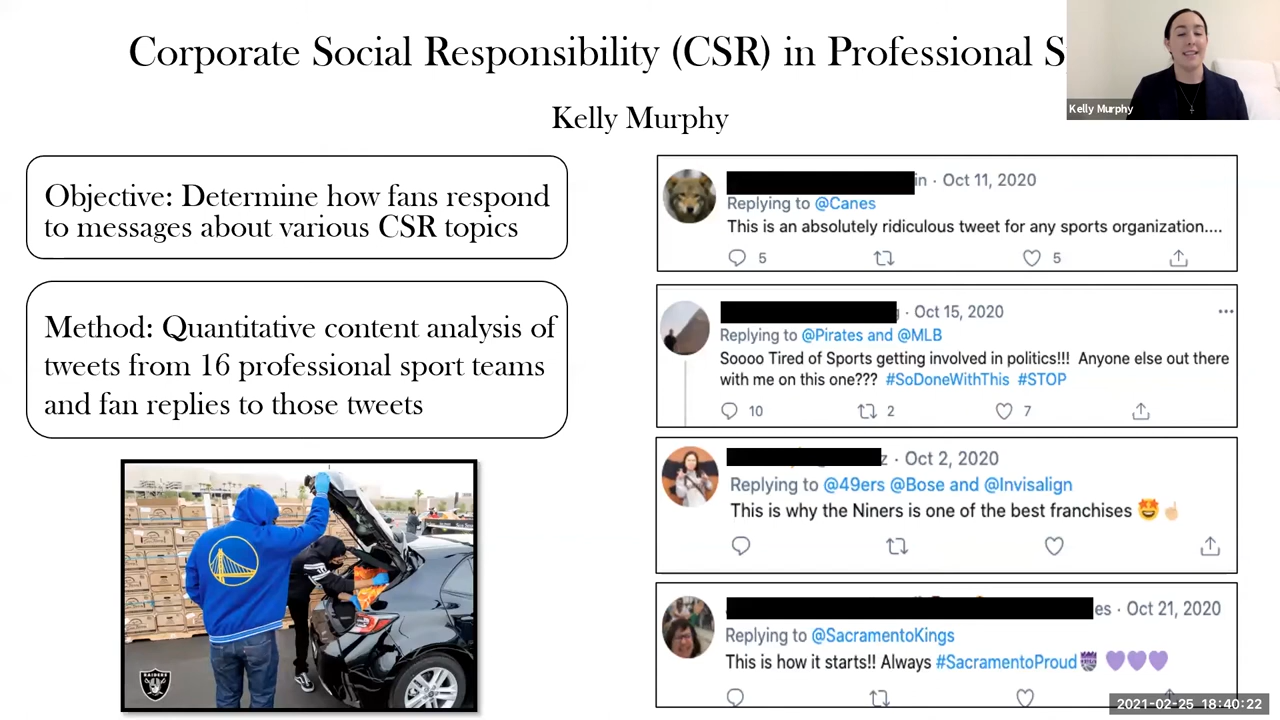 Corporate Social Responsibility (CSR) in Professional S
Kelly Murphy
Kelly Murphy
Objective: Determine how fans respond
to messages about various CSR topics
Method: Quantitative content analysis of
tweets from 16 professional sport teams
and fan replies to those tweets
RAIDERS
in · Oct 11, 2020
Replying to @Canes
This is an absolutely ridiculous tweet for any sports organization....
5 5
· Oct 15, 2020
Replying to @Pirates and @MLB
Soooo Tired of Sports getting involved in politics!!! Anyone else out there
with me on this one??? #SoDoneWithThis #STOP
10 2 7
z · Oct 2, 2020
Replying to @49ers @Bose and @Invisalign
This is why the Niners is one of the best franchises 🤩☝🏻
es · Oct 21, 2020
Replying to @SacramentoKings
This is how it starts!! Always #SacramentoProud 💜💜💜
2021-02-25 18:40:22